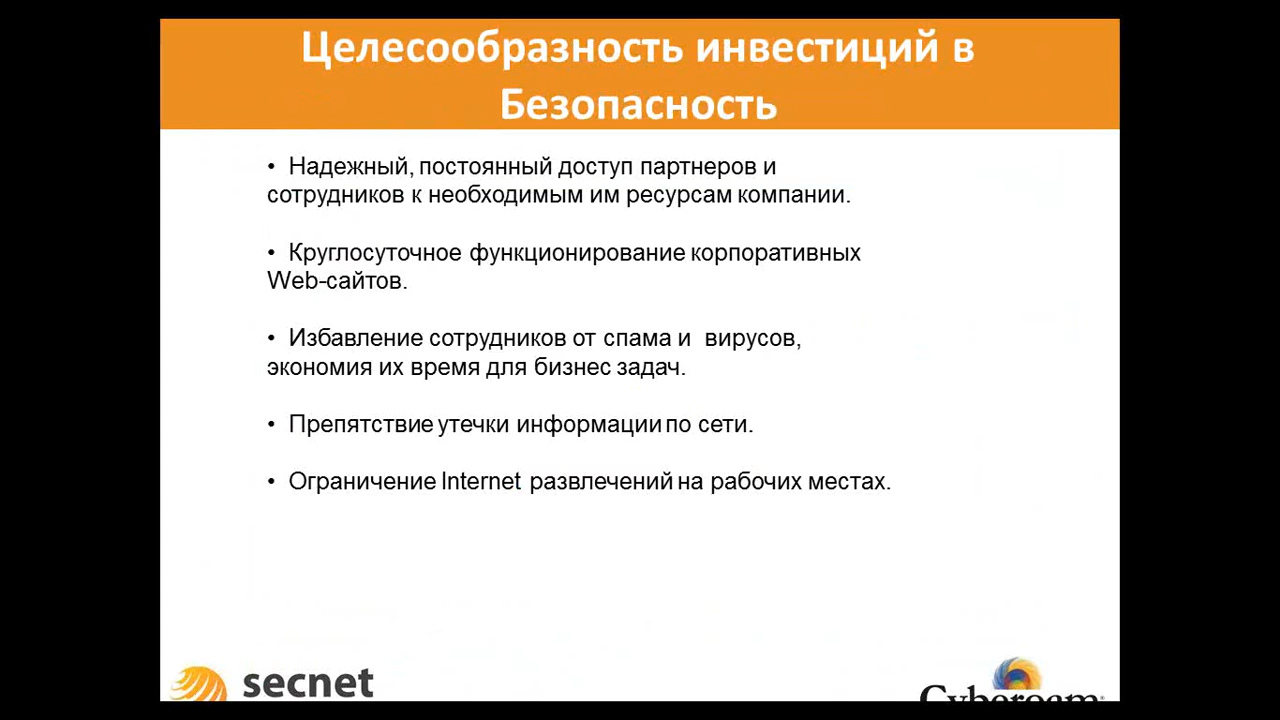 Целесообразность инвестиций в
Безопасность
• Надежный, постоянный доступ партнеров и
сотрудников к необходимым им ресурсам компании.
• Круглосуточное функционирование корпоративных
Web-сайтов.
• Избавление сотрудников от спама и вирусов,
экономия их время для бизнес задач.
• Препятствие утечки информации по сети.
• Ограничение Internet развлечений на рабочих местах.
secnet
Cyberoam